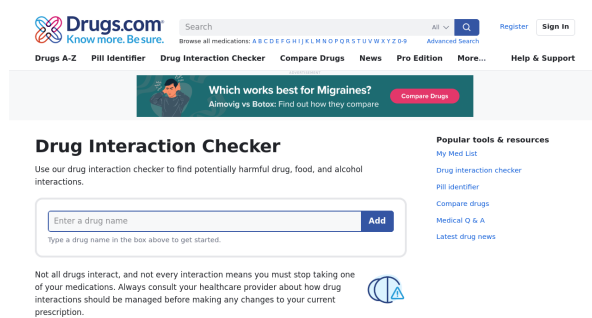 Drugs.com
Know more. Be sure.
Search
All
Register
Sign In
Browse all medications: A B C D E F G H I J K L M N O P Q R S T U V W X Y Z 0-9
Advanced Search
Drugs A-Z Pill Identifier Drug Interaction Checker Compare Drugs News Pro Edition More... Help & Support
ADVERTISEMENT
Which works best for Migraines?
Aimovig vs Botox: Find out how they compare
Compare Drugs
Drug Interaction Checker
Use our drug interaction checker to find potentially harmful drug, food, and alcohol
interactions.
Enter a drug name
Add
Type a drug name in the box above to get started.
Not all drugs interact, and not every interaction means you must stop taking one
of your medications. Always consult your healthcare provider about how drug
interactions should be managed before making any changes to your current
prescription.
Popular tools & resources
My Med List
Drug interaction checker
Pill identifier
Compare drugs
Medical Q & A
Latest drug news